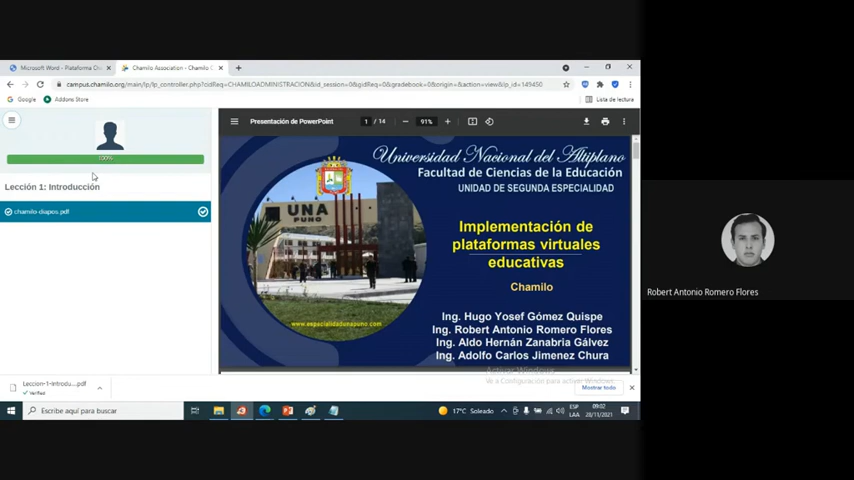 Microsoft Word - Plataforma Ch
Chamilo Association - Chamilo C
campus.chamilo.org/main/lp/lp_controller.php?cidReq=CHAMILOADMINISTRACION&id_session=0&gidReq=0&gradebook=0&origin=&action=view&lp_id=149450
Google
Addons Store
Lista de lectura
Presentación de PowerPoint
1 / 14
91%
100%
Lección 1: Introducción
chamilo-diapos.pdf
Universidad Nacional del Altiplano
Facultad de Ciencias de la Educación
UNIDAD DE SEGUNDA ESPECIALIDAD
UNA
PUNO
Implementación de
plataformas virtuales
educativas
Chamilo
Ing. Hugo Yosef Gómez Quispe
Ing. Robert Antonio Romero Flores
Ing. Aldo Hernán Zanabria Gálvez
Ing. Adolfo Carlos Jimenez Chura
www.especialidadunapuno.com
Activar Windows
Ve a Configuración para activar Windows.
Leccion-1-Introdu....pdf
Verified
Mostrar todo
Escribe aquí para buscar
17°C Soleado
ESP
LAA
09:02
28/11/2021
Robert Antonio Romero Flores